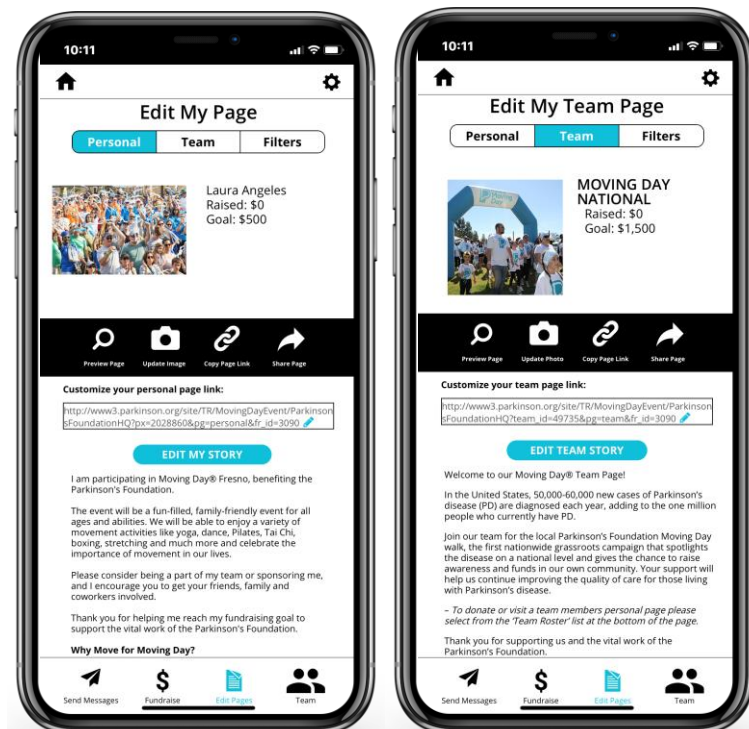 10:11
Edit My Page
Personal Team Filters
Laura Angeles
Raised: $0
Goal: $500
Preview Page Update Image Copy Page Link Share Page
Customize your personal page link:
http://www3.parkinson.org/site/TR/MovingDayEvent/Parkinson
sFoundationHQ?px=2028860&pg=personal&fr_id=3090
EDIT MY STORY
I am participating in Moving Day® Fresno, benefiting the
Parkinson's Foundation.
The event will be a fun-filled, family-friendly event for all
ages and abilities. We will be able to enjoy a variety of
movement activities like yoga, dance, Pilates, Tai Chi,
boxing, stretching and much more and celebrate the
importance of movement in our lives.
Please consider being a part of my team or sponsoring me,
and I encourage you to get your friends, family and
coworkers involved.
Thank you for helping me reach my fundraising goal to
support the vital work of the Parkinson's Foundation.
Why Move for Moving Day?
Send Messages Fundraise Edit Pages Team
10:11
Edit My Team Page
Personal Team Filters
Moving Day
MOVING DAY
NATIONAL
Raised: $0
Goal: $1,500
Preview Page Update Photo Copy Page Link Share Page
Customize your team page link:
http://www3.parkinson.org/site/TR/MovingDayEvent/Parkinson
sFoundationHQ?team_id=49735&pg=team&fr_id=3090
EDIT TEAM STORY
Welcome to our Moving Day® Team Page!
In the United States, 50,000-60,000 new cases of Parkinson's
disease (PD) are diagnosed each year, adding to the one million
people who currently have PD.
Join our team for the local Parkinson's Foundation Moving Day
walk, the first nationwide grassroots campaign that spotlights
the disease on a national level and gives the chance to raise
awareness and funds in our own community. Your support will
help us continue improving the quality of care for those living
with Parkinson's disease.
– To donate or visit a team members personal page please
select from the 'Team Roster' list at the bottom of the page.
Thank you for supporting us and the vital work of the
Parkinson's Foundation.
Send Messages Fundraise Edit Pages Team